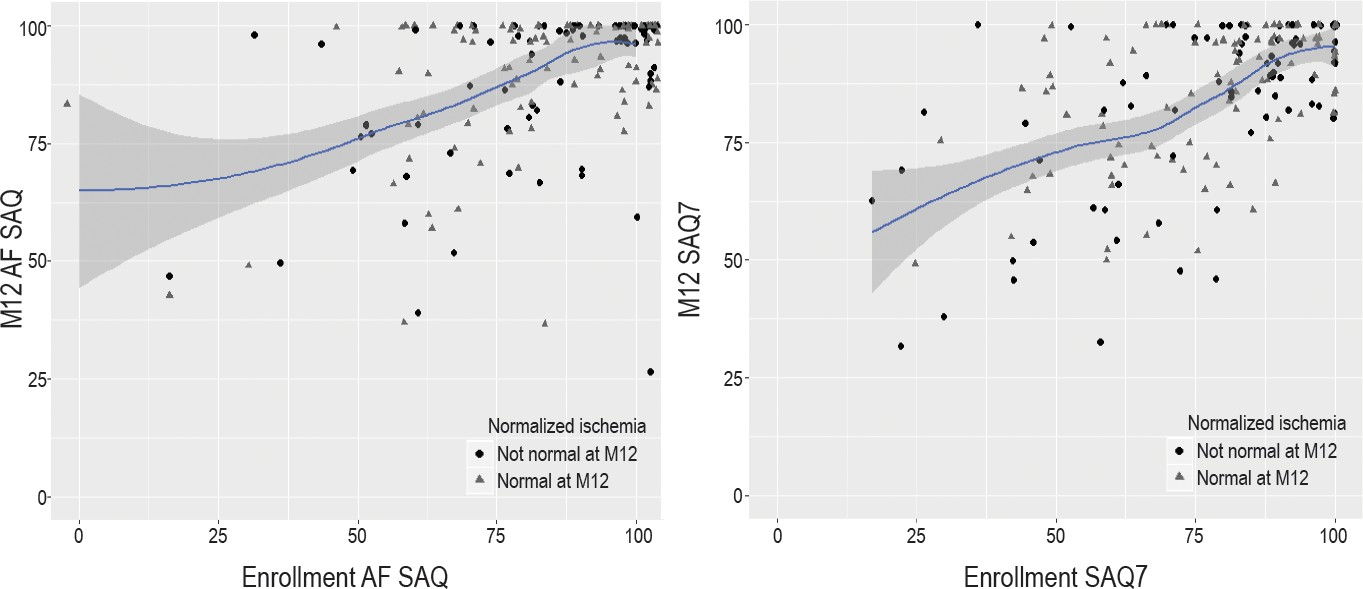 100
75
50
25
0
M12 AF SAQ
Normalized ischemia
Not normal at M12
Normal at M12
0 25 50 75 100
Enrollment AF SAQ
100
75
50
25
0
M12 SAQ7
Normalized ischemia
Not normal at M12
Normal at M12
0 25 50 75 100
Enrollment SAQ7